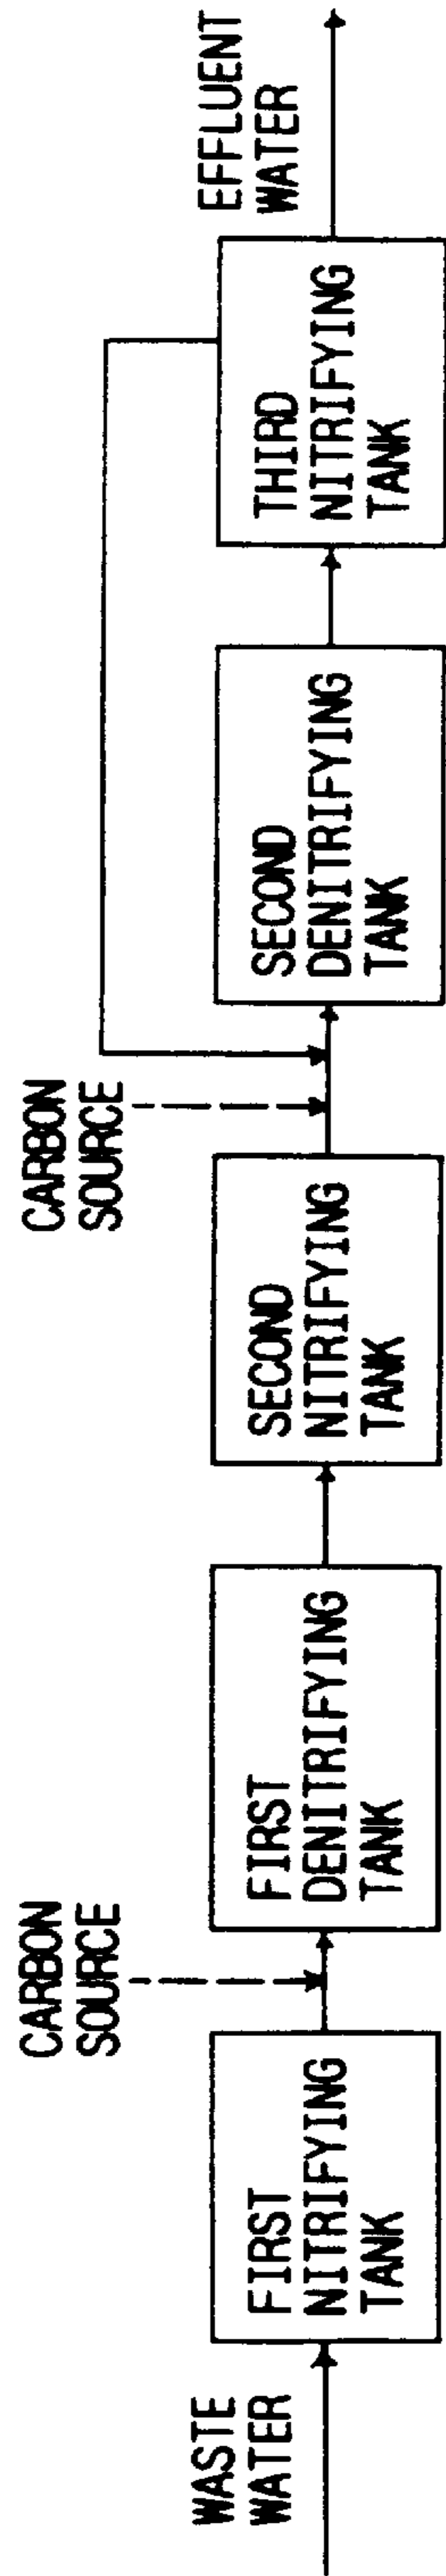 WASTE
WATER
FIRST
NITRIFYING
TANK
CARBON
SOURCE
FIRST
DENITRIFYING
TANK
SECOND
NITRIFYING
TANK
CARBON
SOURCE
SECOND
DENITRIFYING
TANK
THIRD
NITRIFYING
TANK
EFFLUENT
WATER